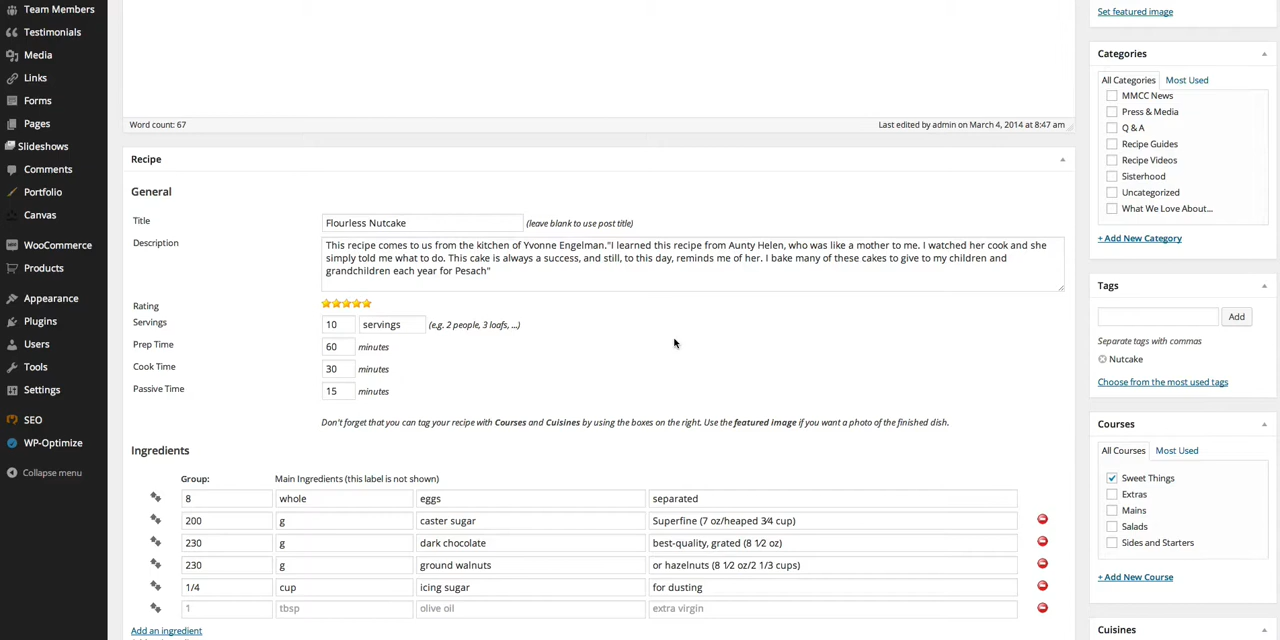 Team Members
Testimonials
Media
Links
Forms
Pages
Slideshows
Comments
Portfolio
Canvas
WooCommerce
Products
Appearance
Plugins
Users
Tools
Settings
SEO
WP-Optimize
Collapse menu
Word count: 67
Last edited by admin on March 4, 2014 at 8:47 am
Recipe
General
Title
Flourless Nutcake
(leave blank to use post title)
Description
This recipe comes to us from the kitchen of Yvonne Engelman."I learned this recipe from Aunty Helen, who was like a mother to me. I watched her cook and she
simply told me what to do. This cake is always a success, and still, to this day, reminds me of her. I bake many of these cakes to give to my children and
grandchildren each year for Pesach"
Rating
Servings
10
servings
(e.g. 2 people, 3 loafs, ...)
Prep Time
60
minutes
Cook Time
30
minutes
Passive Time
15
minutes
Don't forget that you can tag your recipe with Courses and Cuisines by using the boxes on the right. Use the featured image if you want a photo of the finished dish.
Ingredients
Group:
Main Ingredients (this label is not shown)
8 whole eggs separated
200 g caster sugar Superfine (7 oz/heaped 3⁄4 cup)
230 g dark chocolate best-quality, grated (8 1⁄2 oz)
230 g ground walnuts or hazelnuts (8 1⁄2 oz/2 1/3 cups)
1/4 cup icing sugar for dusting
1 tbsp olive oil extra virgin
Add an ingredient
Set featured image
Categories
All Categories
Most Used
MMCC News
Press & Media
Q & A
Recipe Guides
Recipe Videos
Sisterhood
Uncategorized
What We Love About...
+ Add New Category
Tags
Add
Separate tags with commas
Nutcake
Choose from the most used tags
Courses
All Courses
Most Used
Sweet Things
Extras
Mains
Salads
Sides and Starters
+ Add New Course
Cuisines